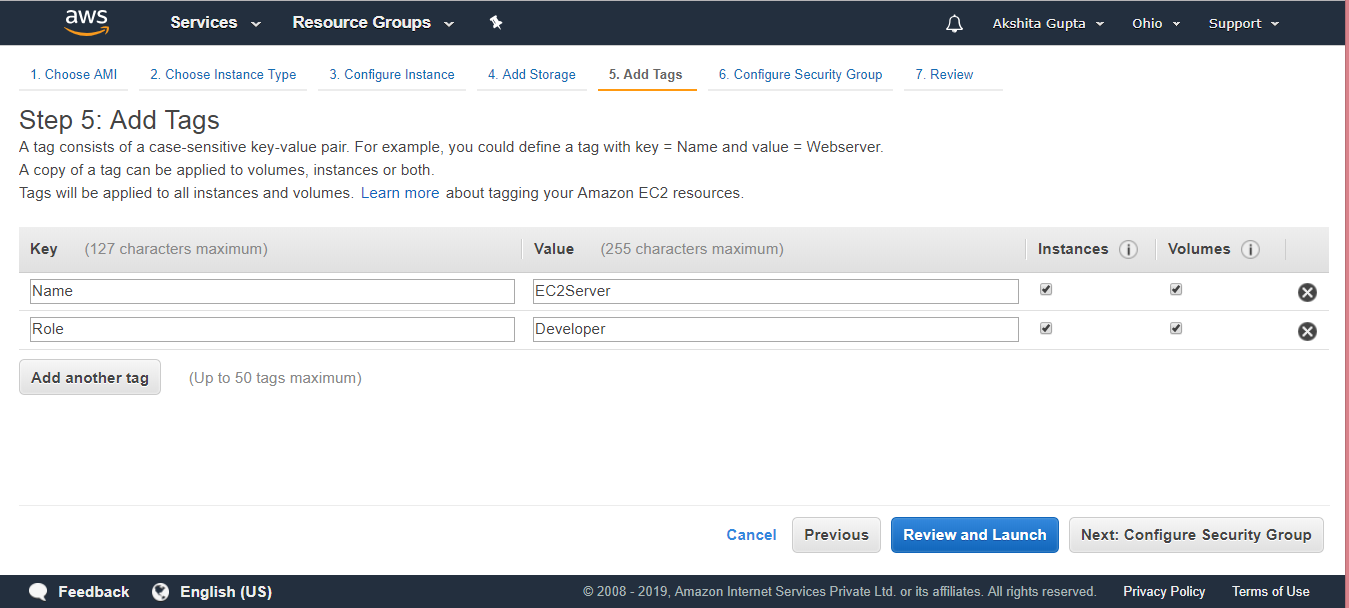 aws Services Resource Groups Akshita Gupta Ohio Support
1. Choose AMI 2. Choose Instance Type 3. Configure Instance 4. Add Storage 5. Add Tags 6. Configure Security Group 7. Review
Step 5: Add Tags
A tag consists of a case-sensitive key-value pair. For example, you could define a tag with key = Name and value = Webserver.
A copy of a tag can be applied to volumes, instances or both.
Tags will be applied to all instances and volumes. Learn more about tagging your Amazon EC2 resources.
Key (127 characters maximum) Value (255 characters maximum) Instances i Volumes i
Name EC2Server
Role Developer
Add another tag (Up to 50 tags maximum)
Cancel Previous Review and Launch Next: Configure Security Group
Feedback English (US) © 2008 - 2019, Amazon Internet Services Private Ltd. or its affiliates. All rights reserved. Privacy Policy Terms of Use